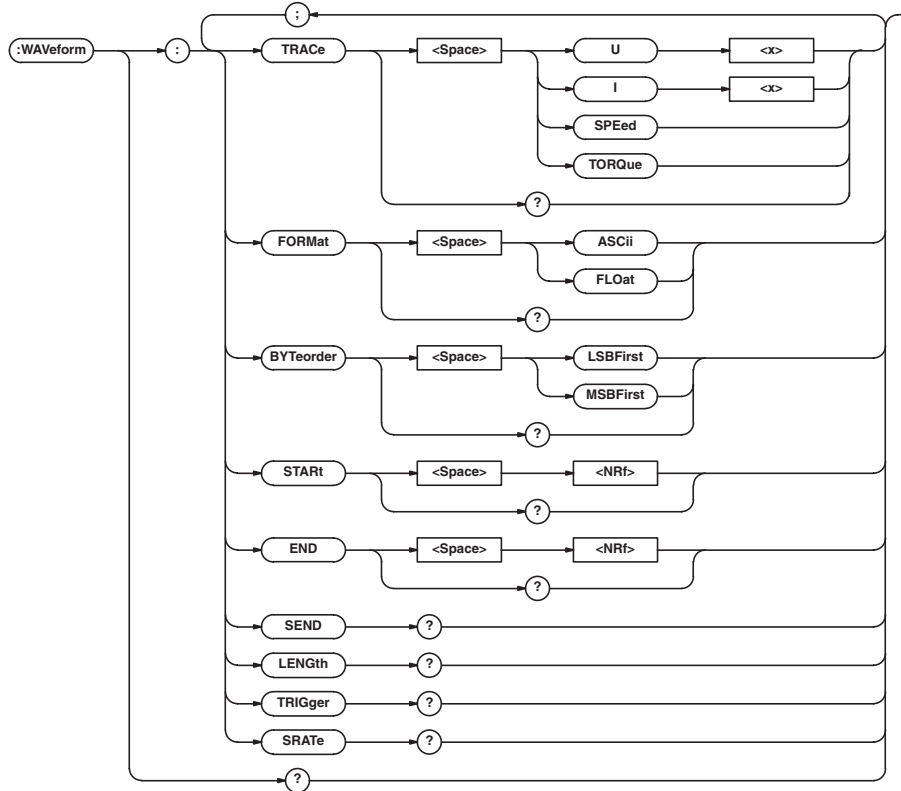 ;
:WAVeform : TRACe <Space> U <x>
I <x>
SPEed
TORQue
?
FORMat <Space> ASCii
FLOat
?
BYTeorder <Space> LSBFirst
MSBFirst
?
STARt <Space> <NRf>
?
END <Space> <NRf>
?
SEND ?
LENGth ?
TRIGger ?
SRATe ?
?